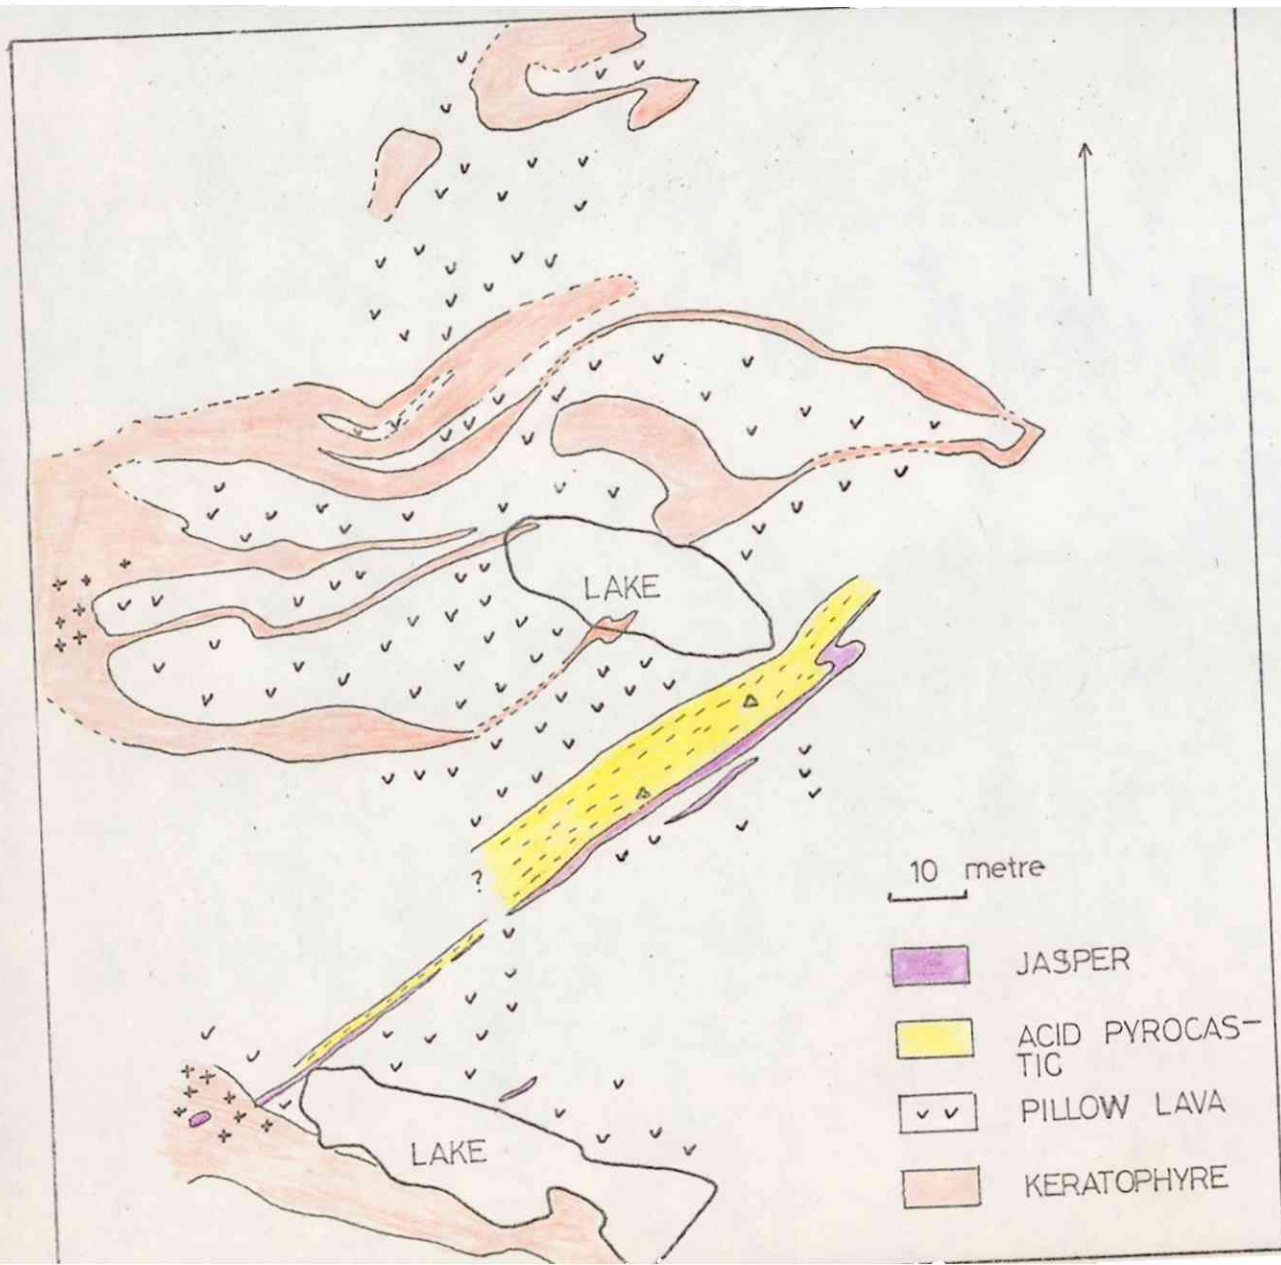 LAKE
?
10 metre
JASPER
ACID PYROCAS-
TIC
LAKE
PILLOW LAVA
KERATOPHYRE